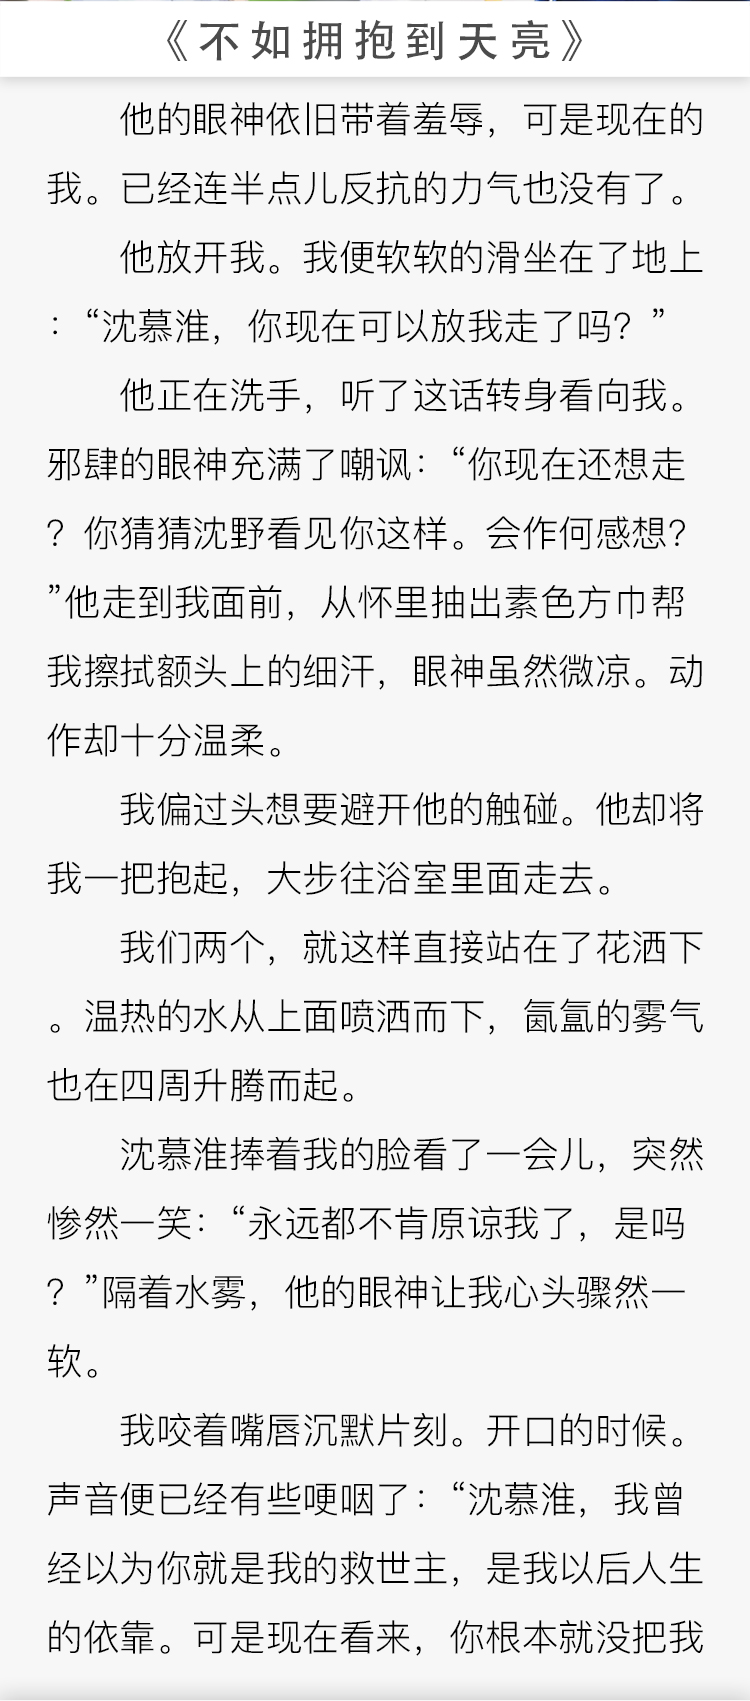 《不如拥抱到天亮》
他的眼神依旧带着羞辱，可是现在的
我。已经连半点儿反抗的力气也没有了。
他放开我。我便软软的滑坐在了地上
：“沈慕淮，你现在可以放我走了吗？”
他正在洗手，听了这话转身看向我。
邪肆的眼神充满了嘲讽：“你现在还想走
？你猜猜沈野看见你这样。会作何感想？
”他走到我面前，从怀里抽出素色方巾帮
我擦拭额头上的细汗，眼神虽然微凉。动
作却十分温柔。
我偏过头想要避开他的触碰。他却将
我一把抱起，大步往浴室里面走去。
我们两个，就这样直接站在了花洒下
。温热的水从上面喷洒而下，氤氲的雾气
也在四周升腾而起。
沈慕淮捧着我的脸看了一会儿，突然
惨然一笑：“永远都不肯原谅我了，是吗
？”隔着水雾，他的眼神让我心头骤然一
软。
我咬着嘴唇沉默片刻。开口的时候。
声音便已经有些哽咽了：“沈慕淮，我曾
经以为你就是我的救世主，是我以后人生
的依靠。可是现在看来，你根本就没把我